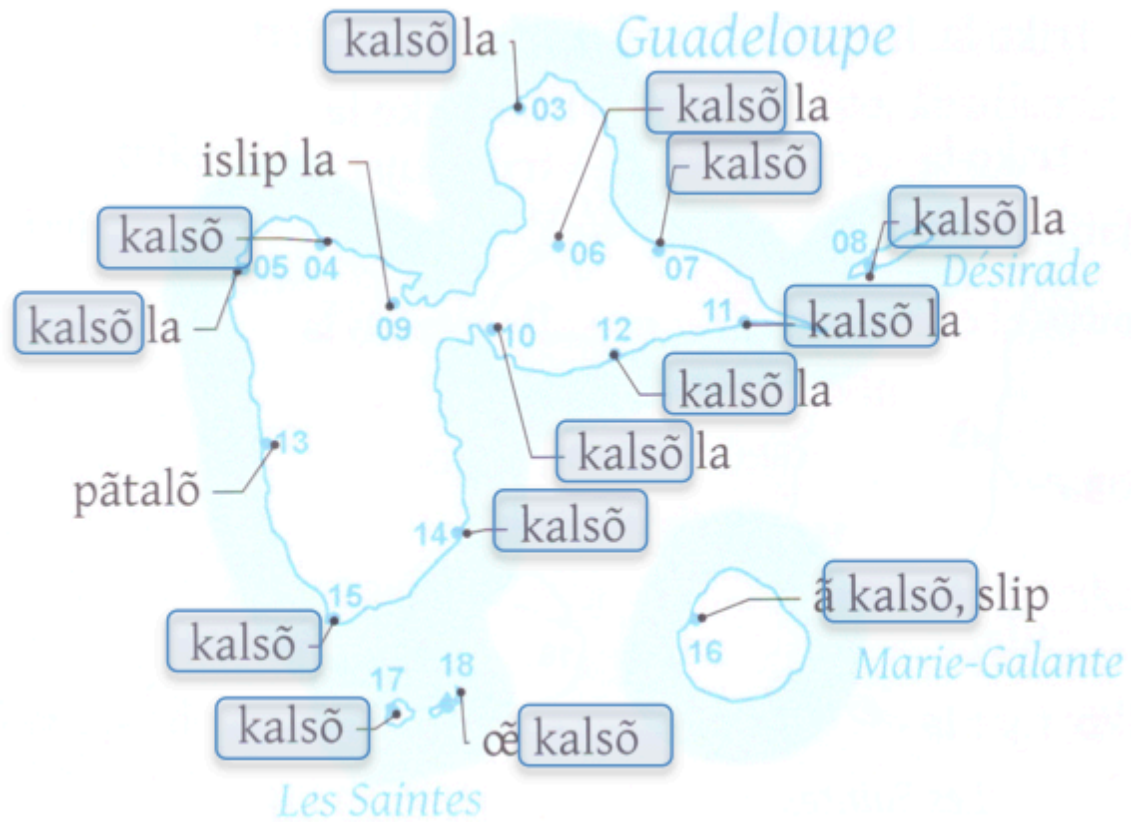 kalsõ la
Guadeloupe
03
kalsõ la
islip la
kalsõ
kalsõ la
kalsõ
08
05
04
06
07
Désirade
kalsõ la
09
10
12
11
kalsõ la
kalsõ la
kalsõ la
13
pãtalõ
14
kalsõ
15
ã kalsõ, slip
kalsõ
16
Marie-Galante
17
18
kalsõ
œ̃ kalsõ
Les Saintes